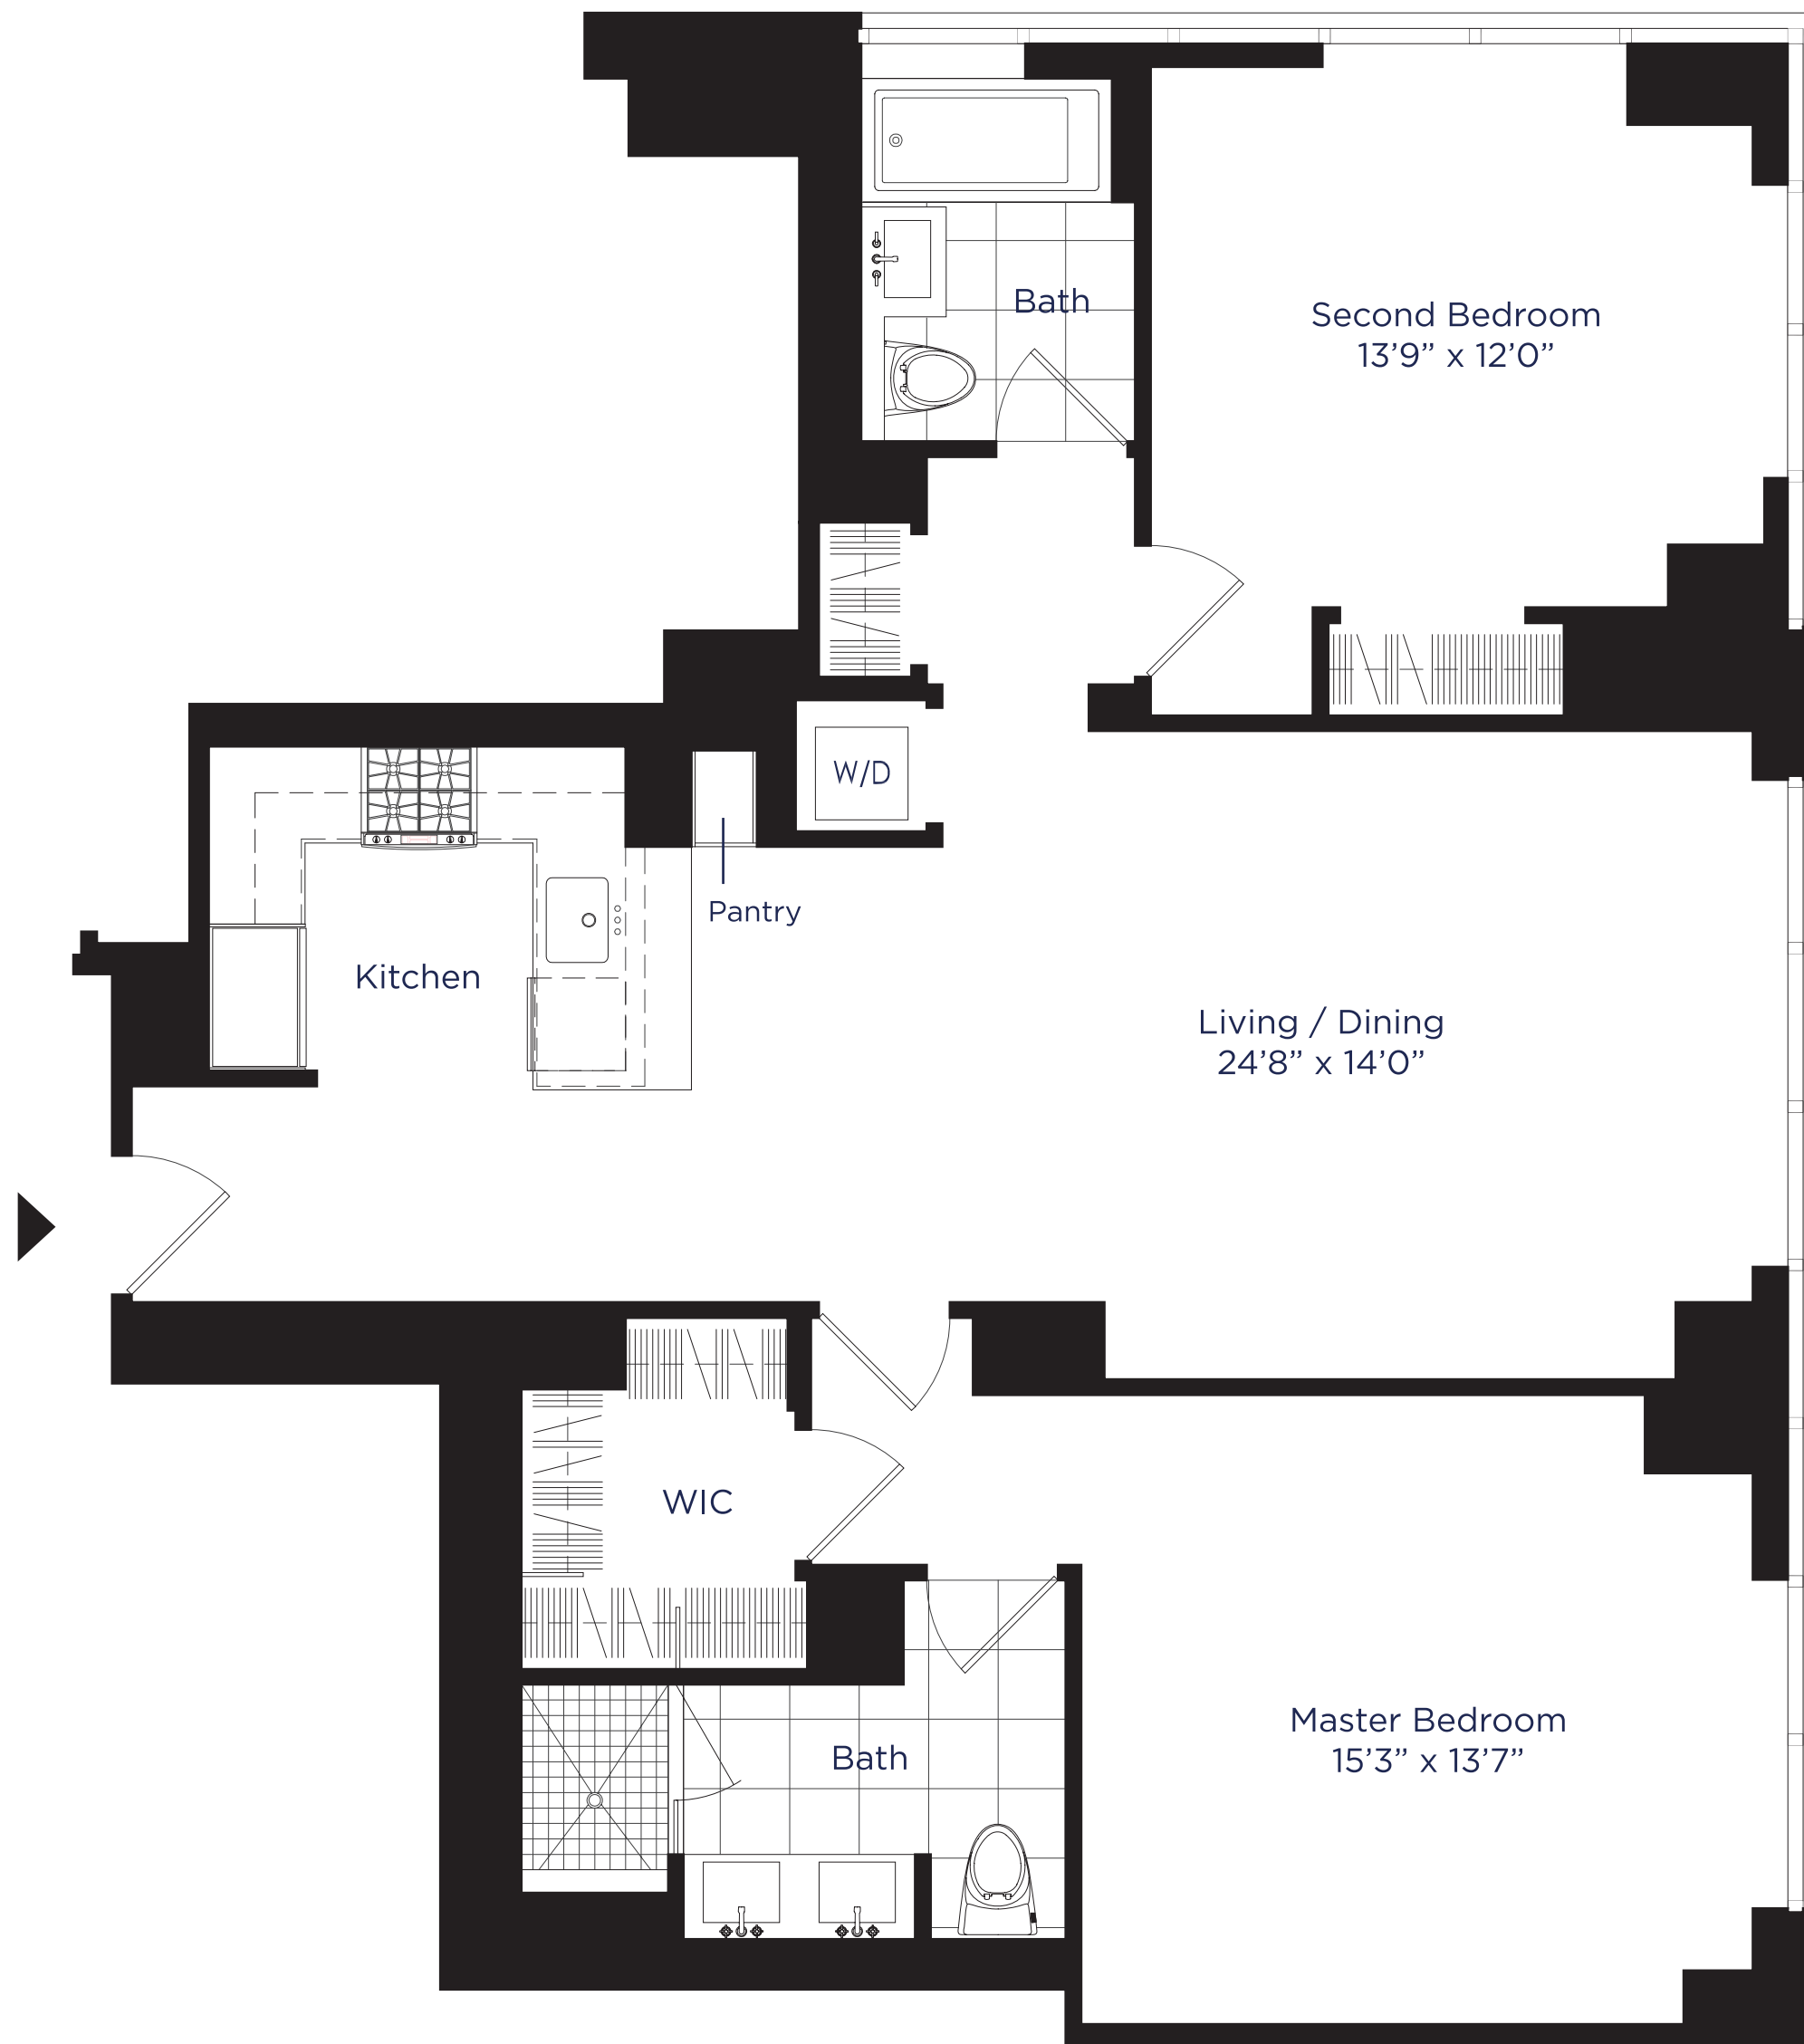 Bath
Second Bedroom
13’9” x 12’0”
W/D
Pantry
Kitchen
Living / Dining
24’8” x 14’0”
WIC
Master Bedroom
15’3” x 13’7”
Bath